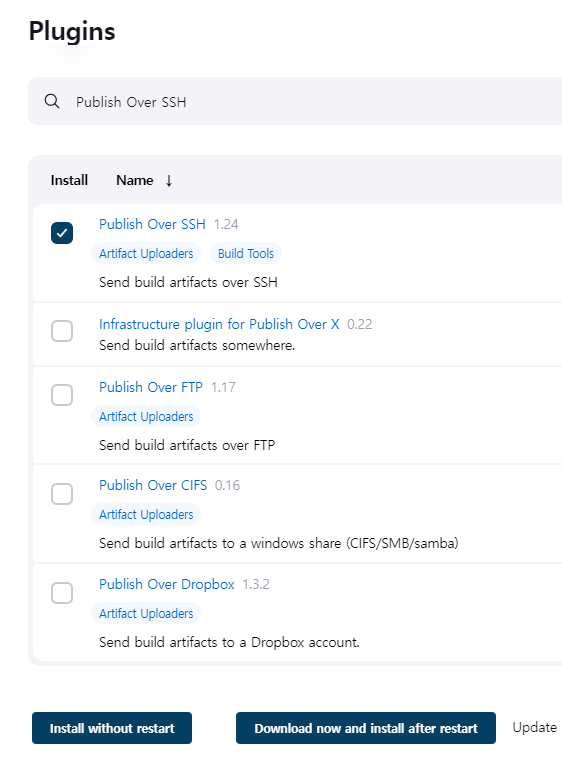 Plugins
Publish Over SSH
Install Name ↓
Publish Over SSH 1.24
Artifact Uploaders Build Tools
Send build artifacts over SSH
Infrastructure plugin for Publish Over X 0.22
Send build artifacts somewhere.
Publish Over FTP 1.17
Artifact Uploaders
Send build artifacts over FTP
Publish Over CIFS 0.16
Artifact Uploaders
Send build artifacts to a windows share (CIFS/SMB/samba)
Publish Over Dropbox 1.3.2
Artifact Uploaders
Send build artifacts to a Dropbox account.
Install without restart Download now and install after restart Update